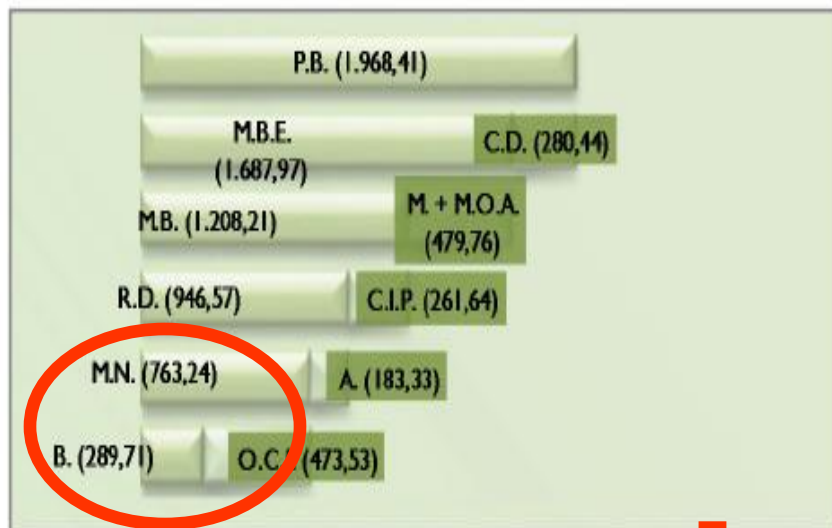 P.B. (1.968,41)
M.B.E.
(1.687,97)
C.D. (280,44)
M.B. (1.208,21)
M. + M.O.A.
(479,76)
R.D. (946,57)
C.I.P. (261,64)
M.N. (763,24)
A. (183,33)
B. (289,71)
(473,53)